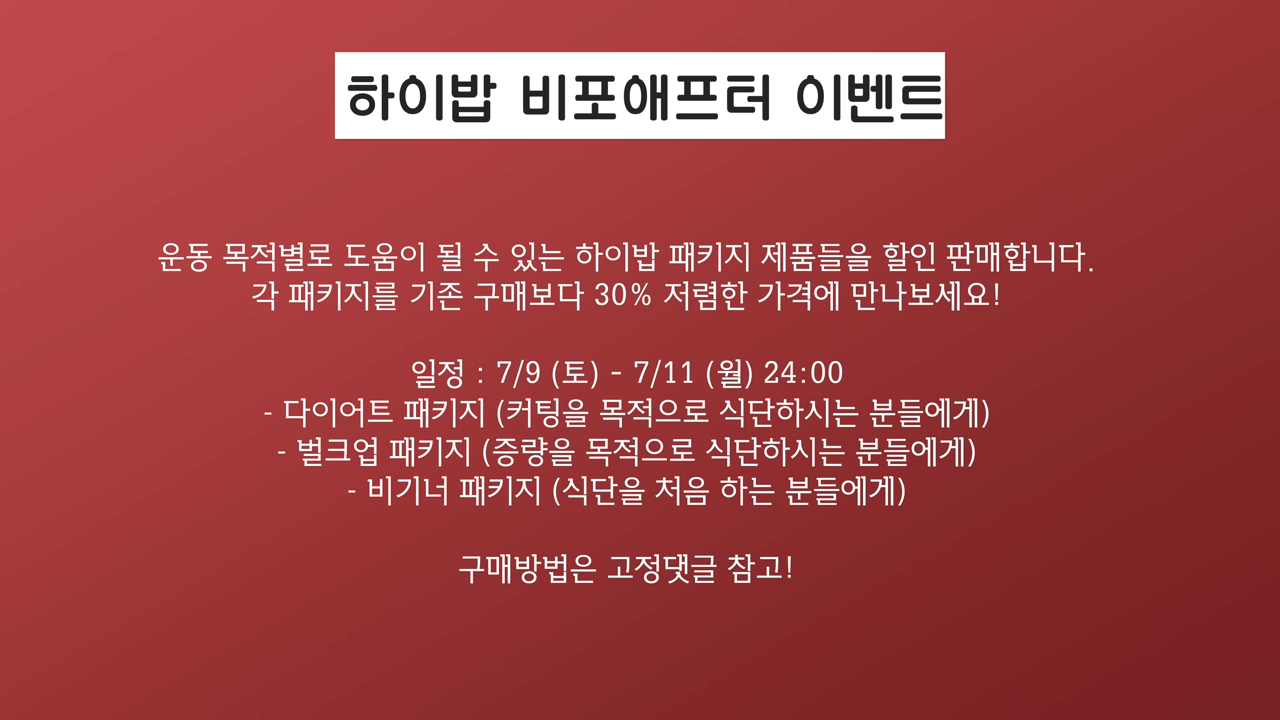 하이밥 비포애프터 이벤트
운동 목적별로 도움이 될 수 있는 하이밥 패키지 제품들을 할인 판매합니다.
각 패키지를 기존 구매보다 30% 저렴한 가격에 만나보세요!
일정 : 7/9 (토) - 7/11 (월) 24:00
- 다이어트 패키지 (커팅을 목적으로 식단하시는 분들에게)
- 벌크업 패키지 (증량을 목적으로 식단하시는 분들에게)
- 비기너 패키지 (식단을 처음 하는 분들에게)
구매방법은 고정댓글 참고!